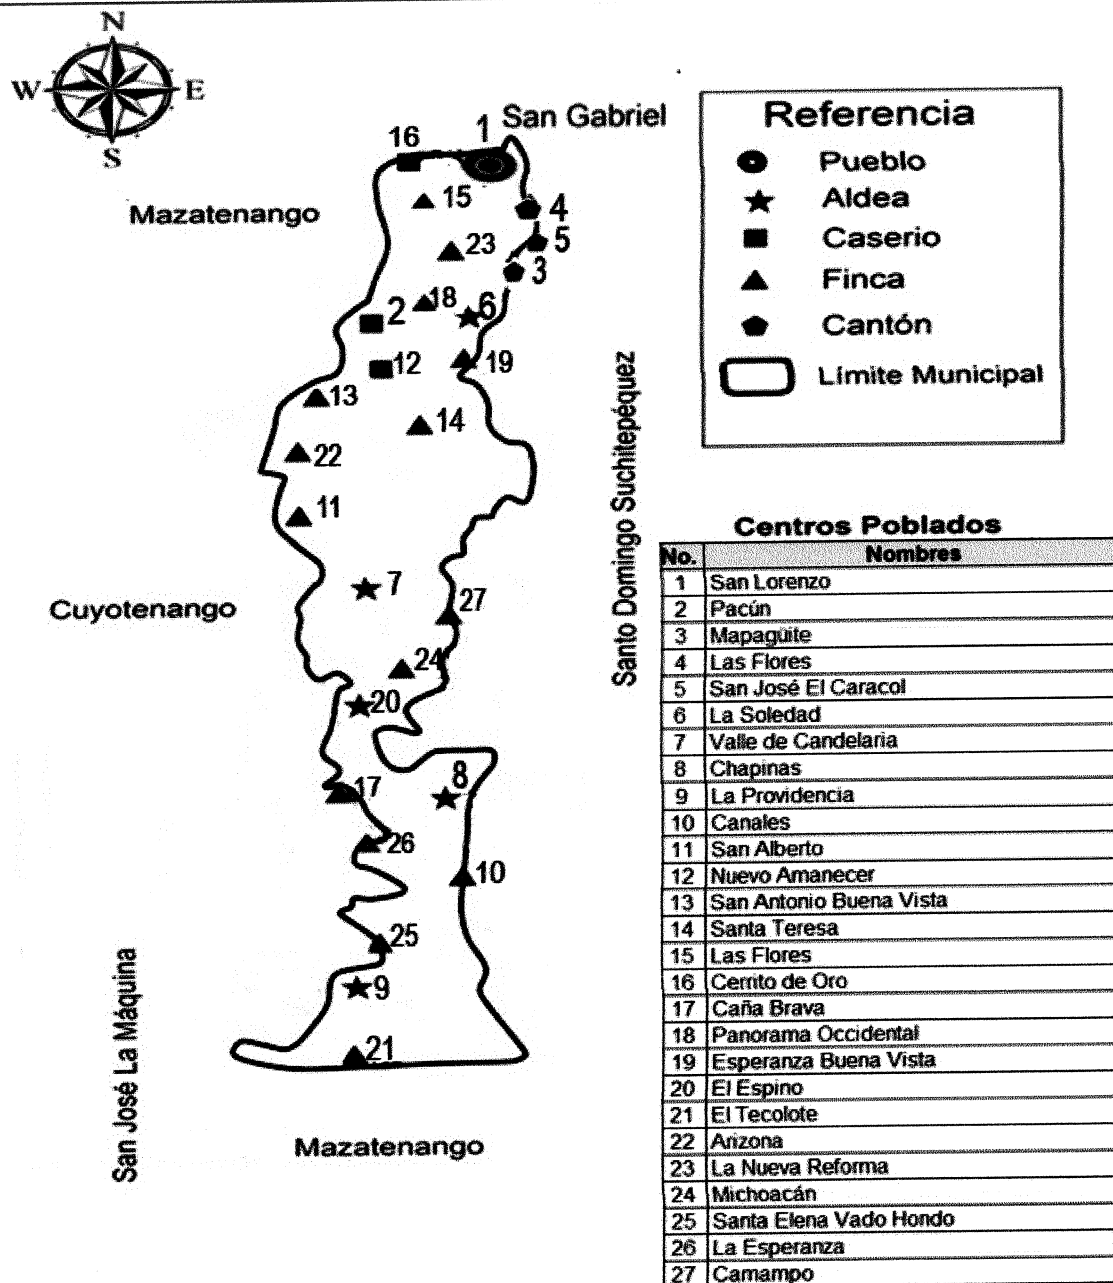 N
W E
S
San Gabriel
Mazatenango
Cuyotenango
Santo Domingo Suchitepéquez
San José La Máquina
Mazatenango
16
1
15
4
5
23
3
18
6
2
19
12
13
14
22
11
7
27
24
20
8
17
26
10
25
9
21
Referencia
Pueblo
Aldea
Caserio
Finca
Cantón
Límite Municipal
Centros Poblados
No. Nombres
1 San Lorenzo
2 Pacún
3 Mapagüite
4 Las Flores
5 San José El Caracol
6 La Soledad
7 Valle de Candelaria
8 Chapinas
9 La Providencia
10 Canales
11 San Alberto
12 Nuevo Amanecer
13 San Antonio Buena Vista
14 Santa Teresa
15 Las Flores
16 Cerrito de Oro
17 Caña Brava
18 Panorama Occidental
19 Esperanza Buena Vista
20 El Espino
21 El Tecolote
22 Arizona
23 La Nueva Reforma
24 Michoacán
25 Santa Elena Vado Hondo
26 La Esperanza
27 Camampo